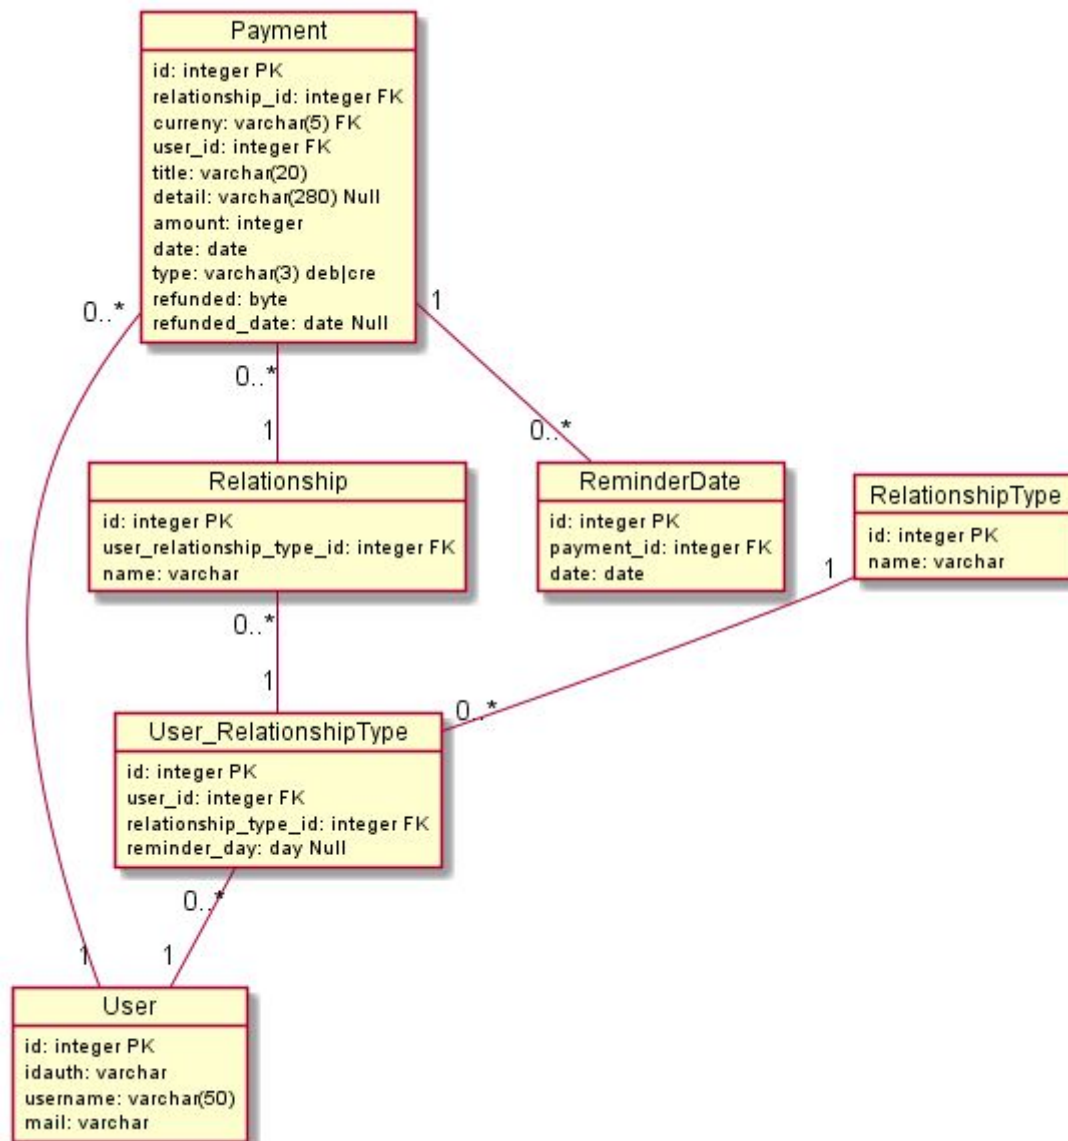 Payment
id: integer PK
relationship_id: integer FK
curreny: varchar(5) FK
user_id: integer FK
title: varchar(20)
detail: varchar(280) Null
amount: integer
date: date
type: varchar(3) deb|cre
refunded: byte
refunded_date: date Null
0..*
1
0..*
1
0..*
Relationship
id: integer PK
user_relationship_type_id: integer FK
name: varchar
ReminderDate
id: integer PK
payment_id: integer FK
date: date
RelationshipType
id: integer PK
name: varchar
1
0..*
1
0..*
User_RelationshipType
id: integer PK
user_id: integer FK
relationship_type_id: integer FK
reminder_day: day Null
0..*
1
1
User
id: integer PK
idauth: varchar
username: varchar(50)
mail: varchar